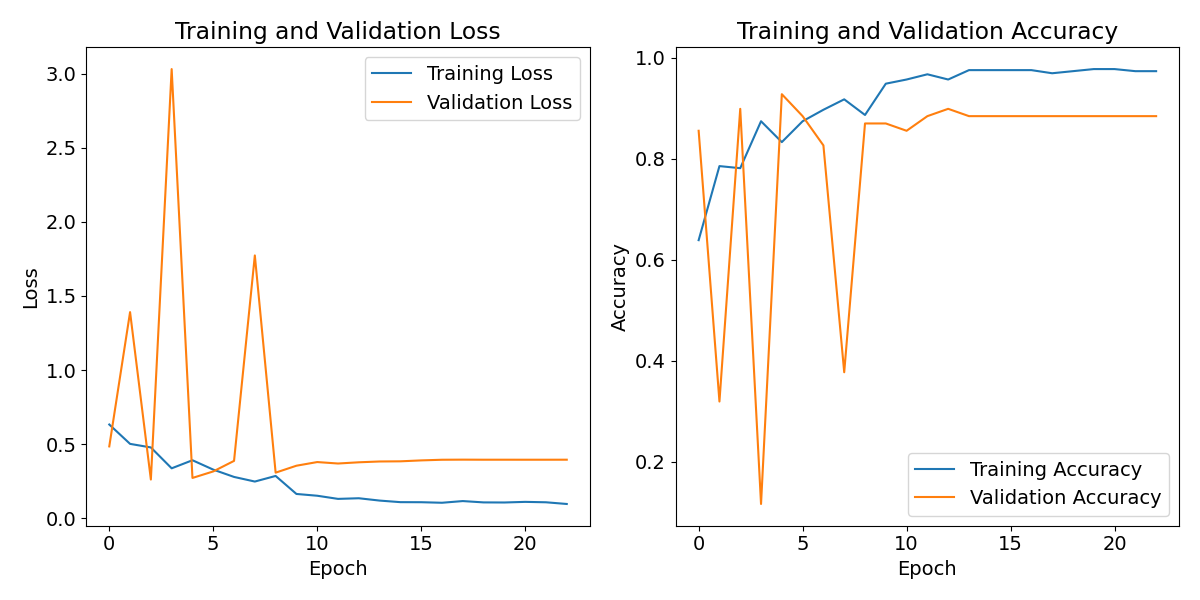 Training and Validation Loss
Training Loss
Validation Loss
3.0
2.5
2.0
1.5
1.0
0.5
0.0
Loss
0 5 10 15 20
Epoch
Training and Validation Accuracy
1.0
0.8
0.6
0.4
0.2
Accuracy
Training Accuracy
Validation Accuracy
0 5 10 15 20
Epoch